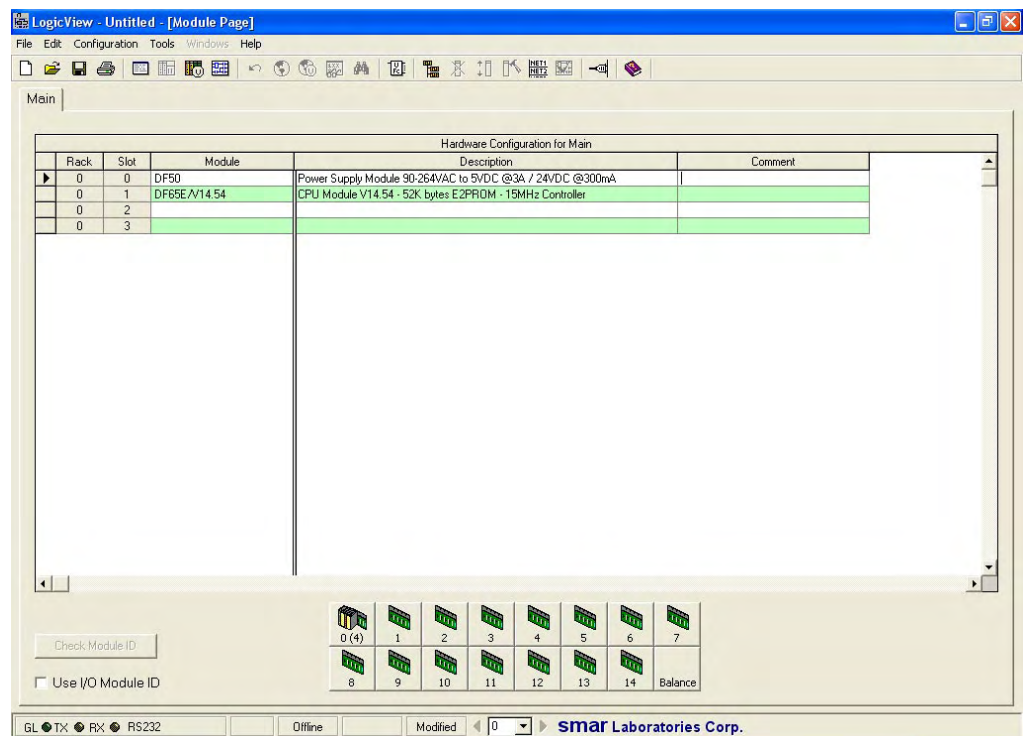 LogicView - Untitled - [Module Page]
File Edit Configuration Tools Windows Help
Main
Hardware Configuration for Main
Rack Slot Module Description Comment
0 0 DF50 Power Supply Module 90-264VAC to 5VDC @3A / 24VDC @300mA
0 1 DF65E/V14.54 CPU Module V14.54 - 52K bytes E2PROM - 15MHz Controller
0 2
0 3
0 (4) 1 2 3 4 5 6 7
Check Module ID
8 9 10 11 12 13 14 Balance
Use I/O Module ID
GL TX RX RS232 Offline Modified 0 smar Laboratories Corp.